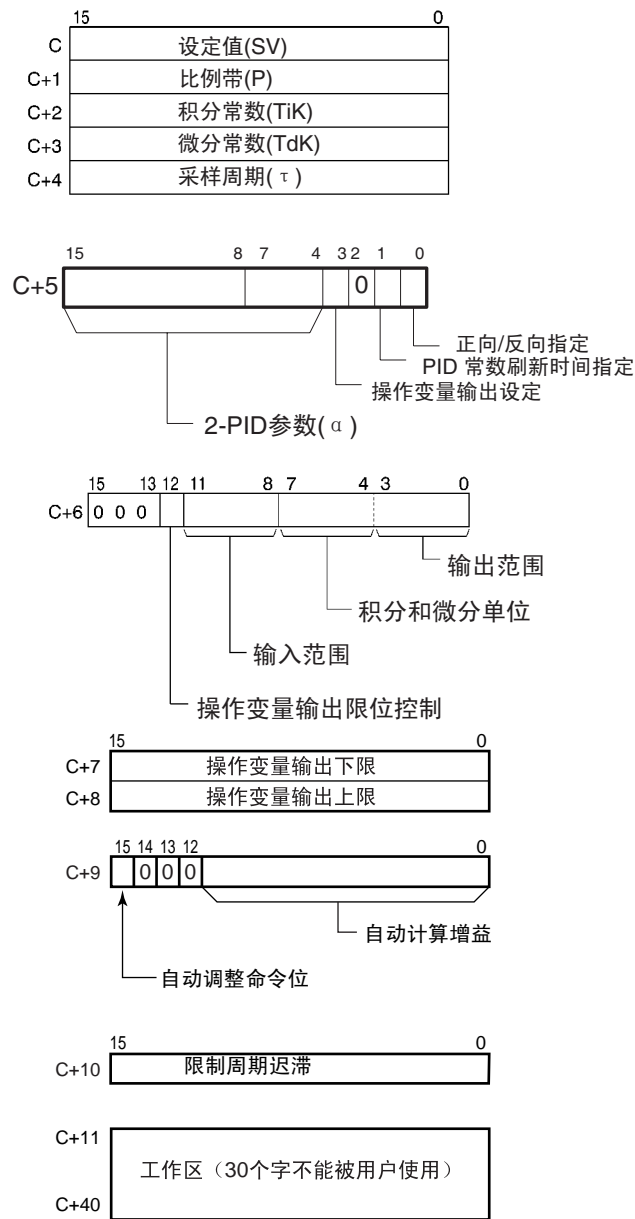 15 0
C 设定值(SV)
C+1 比例带(P)
C+2 积分常数(TiK)
C+3 微分常数(TdK)
C+4 采样周期(τ)
15 8 7 4 3 2 1 0
C+5 0
正向/反向指定
PID 常数刷新时间指定
操作变量输出设定
2-PID参数(α)
15 13 12 11 8 7 4 3 0
C+6 0 0 0
输出范围
积分和微分单位
输入范围
操作变量输出限位控制
15 0
C+7 操作变量输出下限
C+8 操作变量输出上限
15 14 13 12 0
C+9 0 0 0
自动计算增益
自动调整命令位
15 0
C+10 限制周期迟滞
C+11
工作区（30个字不能被用户使用）
C+40